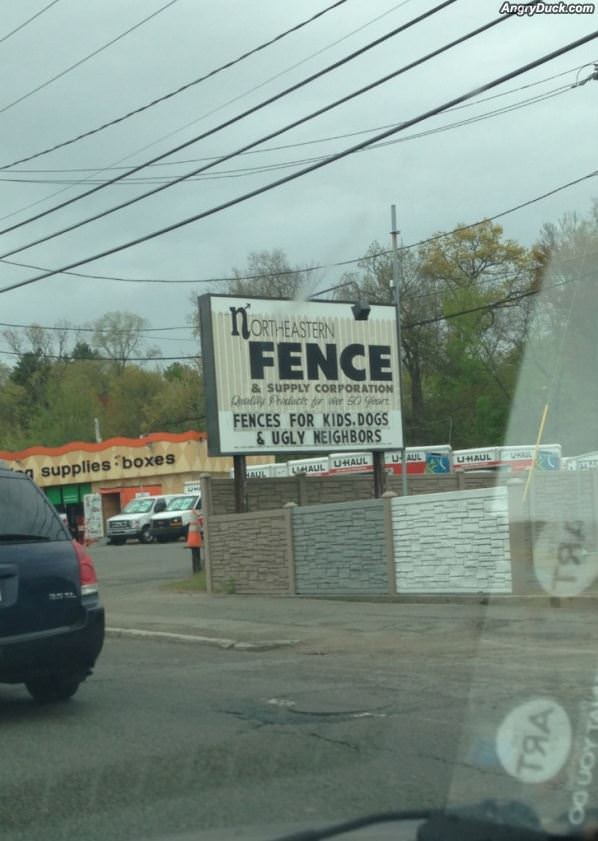 AngryDuck.com
NORTHEASTERN
FENCE
& SUPPLY CORPORATION
Quality Products for over 50 Years
FENCES FOR KIDS.DOGS
& UGLY NEIGHBORS
supplies boxes
U-HAUL U-HAUL U-HAUL U-HAUL U-HAUL U-HAUL
ART
ART